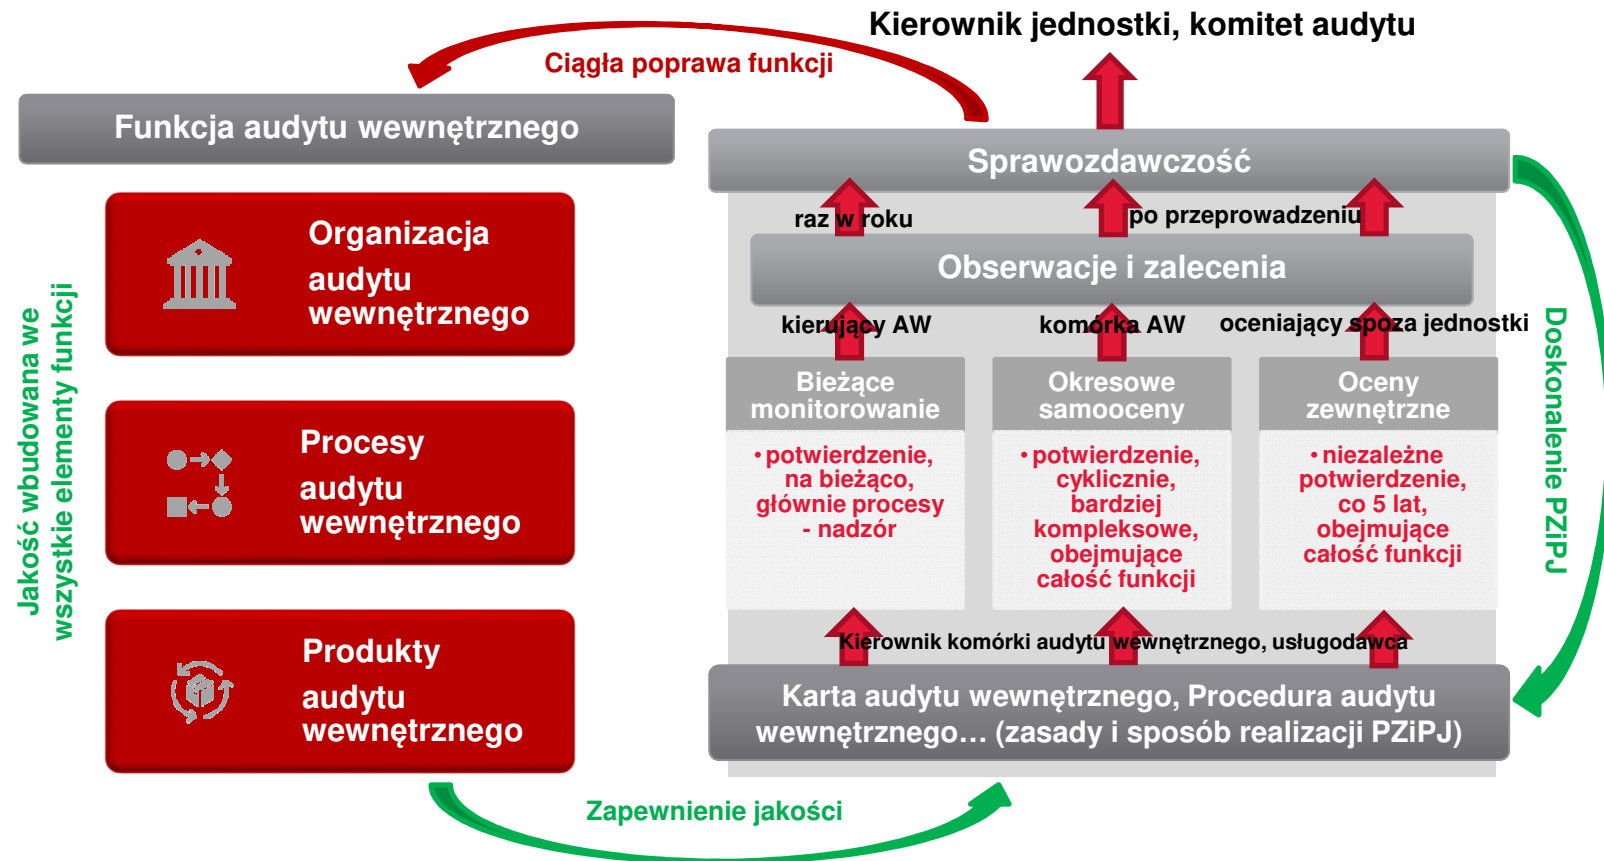 Kierownik jednostki, komitet audytu
Ciągła poprawa funkcji
Funkcja audytu wewnętrznego
Jakość wbudowana we
wszystkie elementy funkcji
Organizacja
audytu
wewnętrznego
Procesy
audytu
wewnętrznego
Produkty
audytu
wewnętrznego
Zapewnienie jakości
Sprawozdawczość
raz w roku
po przeprowadzeniu
Obserwacje i zalecenia
kierujący AW
komórka AW
oceniający spoza jednostki
Bieżące
monitorowanie
• potwierdzenie,
na bieżąco,
głównie procesy
- nadzór
Okresowe
samooceny
• potwierdzenie,
cyklicznie,
bardziej
kompleksowe,
obejmujące
całość funkcji
Oceny
zewnętrzne
• niezależne
potwierdzenie,
co 5 lat,
obejmujące
całość funkcji
Kierownik komórki audytu wewnętrznego, usługodawca
Karta audytu wewnętrznego, Procedura audytu
wewnętrznego… (zasady i sposób realizacji PZiPJ)
Doskonalenie PZiPJ